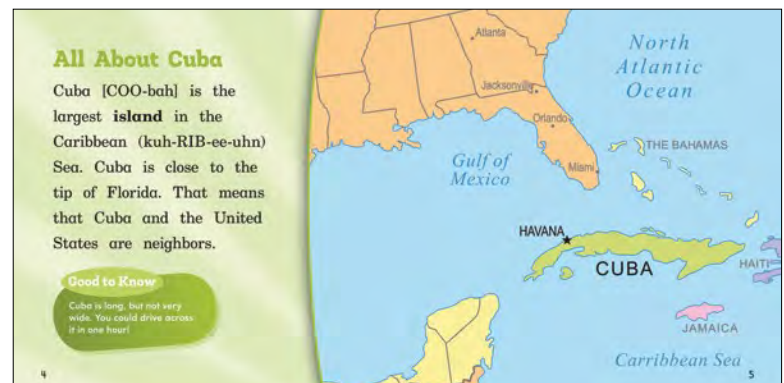 All About Cuba
Cuba [COO-bah] is the
largest island in the
Caribbean (kuh-RIB-ee-uhn)
Sea. Cuba is close to the
tip of Florida. That means
that Cuba and the United
States are neighbors.
Good to Know
Cuba is long, but not very
wide. You could drive across
it in one hour!
4
Atlanta
Jacksonville
Orlando
Miami
North
Atlantic
Ocean
Gulf of
Mexico
THE BAHAMAS
HAVANA
CUBA
HAITI
JAMAICA
Carribbean Sea
5